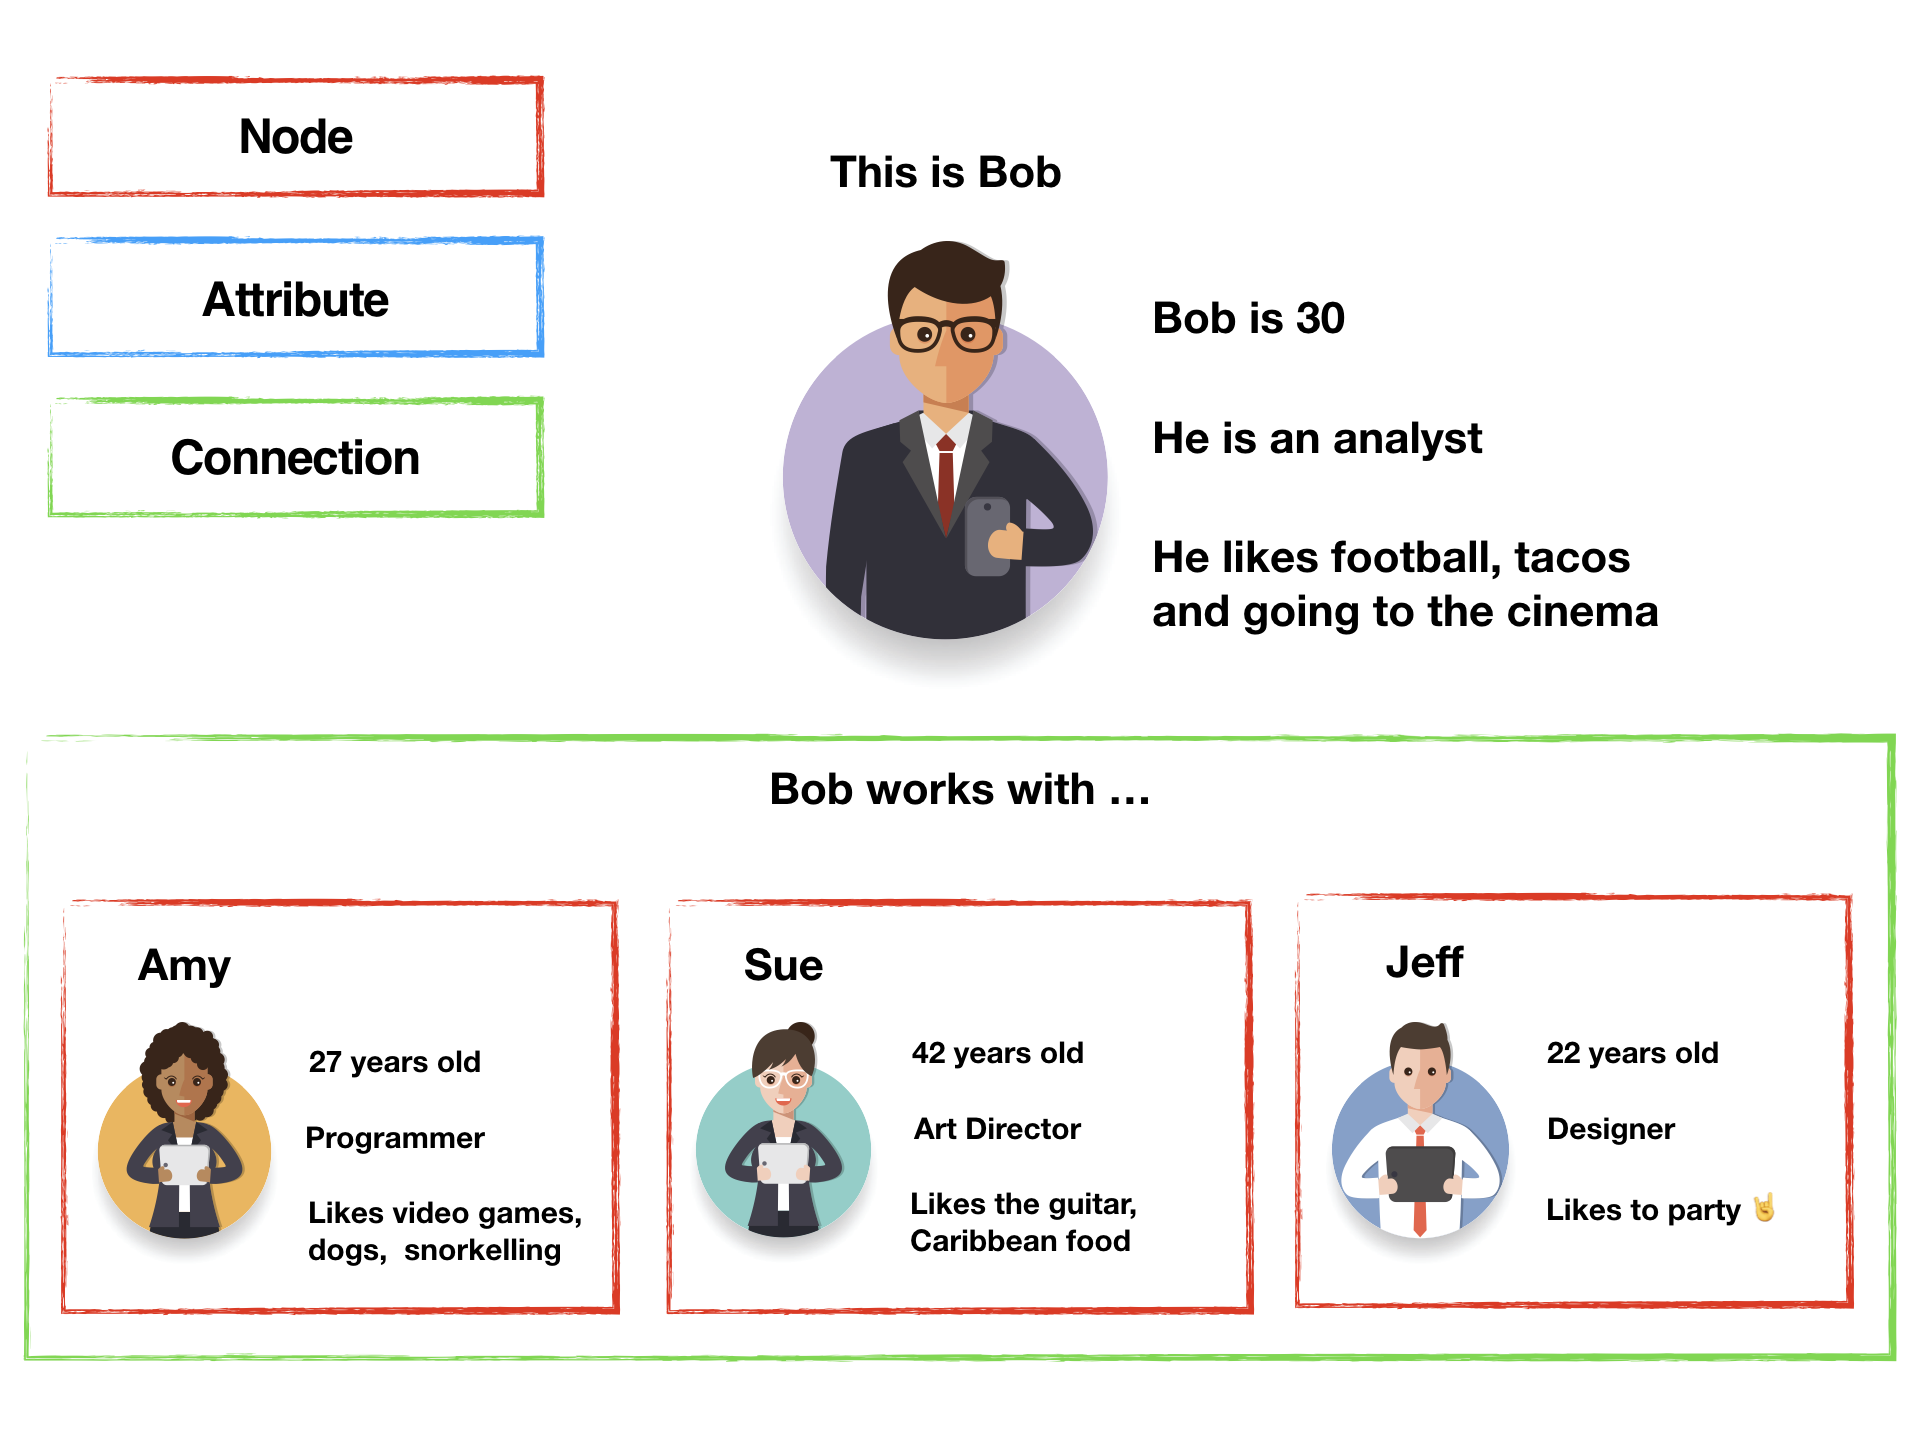 Node
Attribute
Connection
This is Bob
Bob is 30
He is an analyst
He likes football, tacos
and going to the cinema
Bob works with …
Amy
27 years old
Programmer
Likes video games,
dogs,  snorkelling
Sue
42 years old
Art Director
Likes the guitar,
Caribbean food
Jeff
22 years old
Designer
Likes to party 🤘